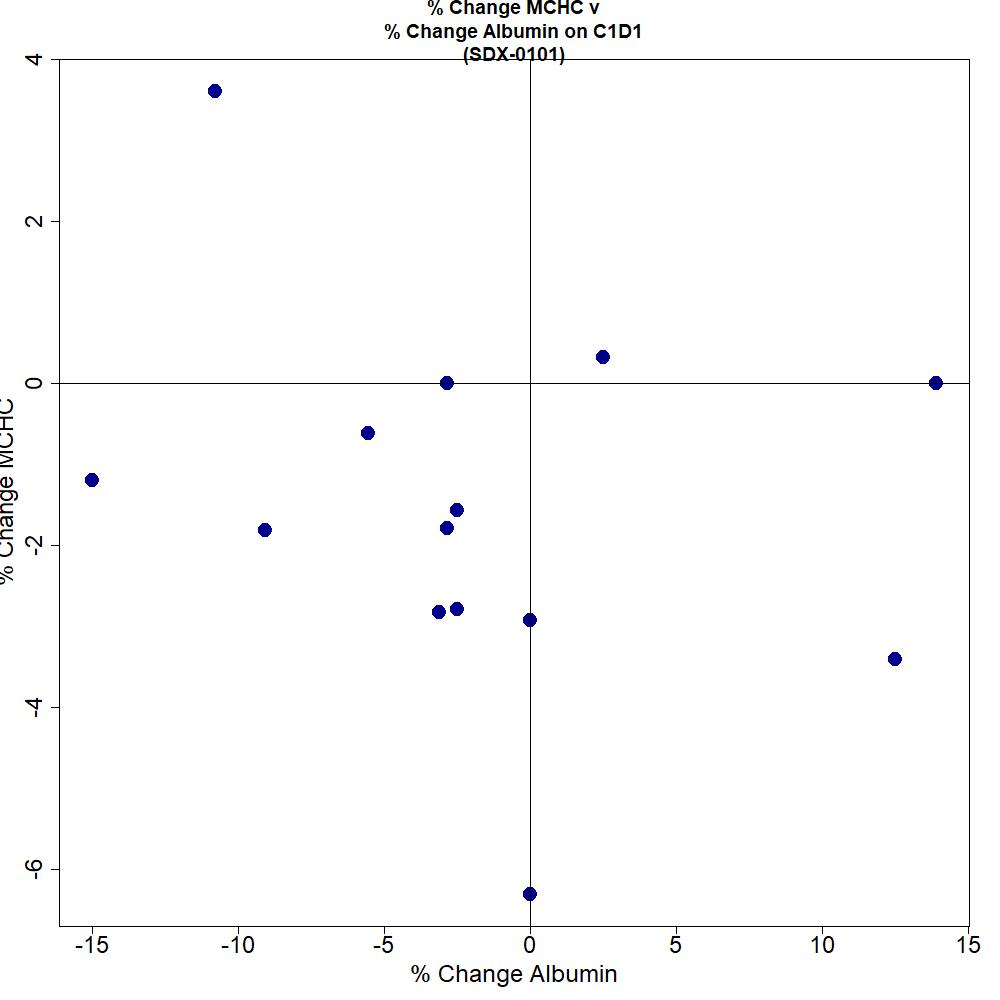 % Change MCHC v
% Change Albumin on C1D1
(SDX-0101)
4
2
0
-2
-4
-6
% Change MCHC
-15 -10 -5 0 5 10 15
% Change Albumin